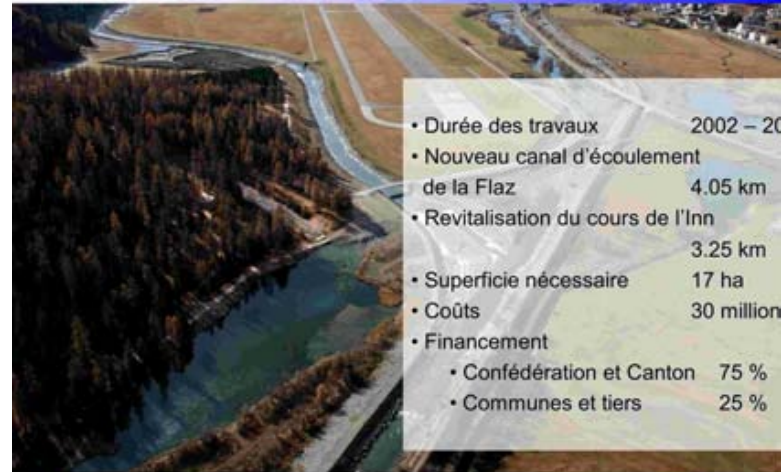 • Durée des travaux 2002 – 20
• Nouveau canal d'écoulement
de la Flaz 4.05 km
• Revitalisation du cours de l'Inn
3.25 km
• Superficie nécessaire 17 ha
• Coûts 30 million
• Financement
• Confédération et Canton 75 %
• Communes et tiers 25 %